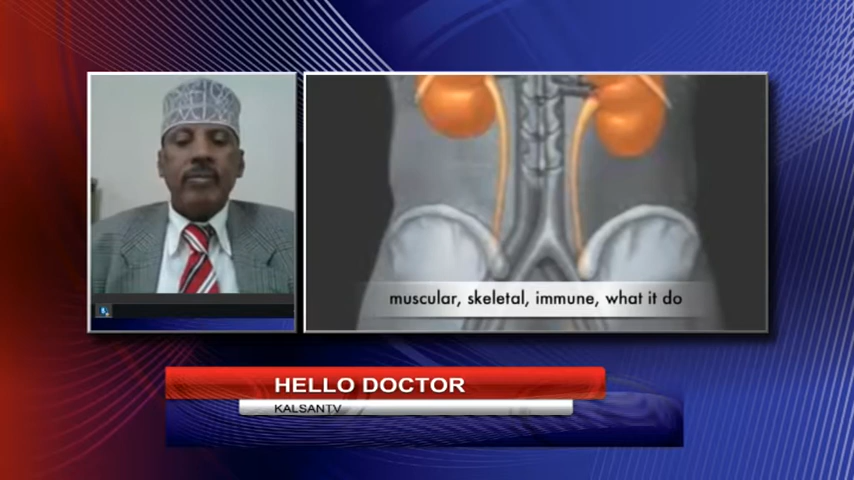 muscular, skeletal, immune, what it do
HELLO DOCTOR
KALSANTV